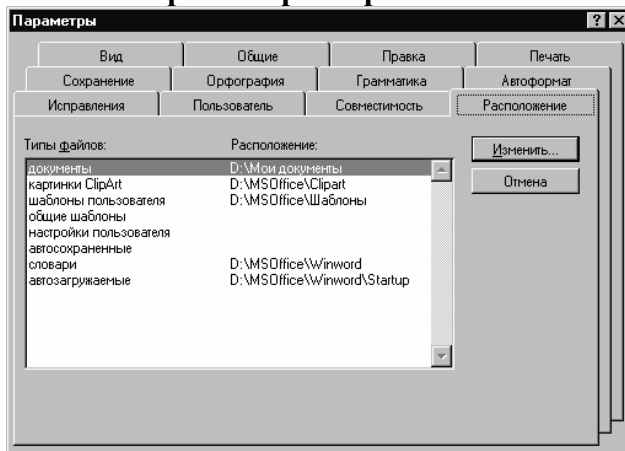 Параметры
Вид Общие Правка Печать
Сохранение Орфография Грамматика Автоформат
Исправления Пользователь Совместимость Расположение
Типы файлов: Расположение:
Изменить...
документы D:\Мои документы
картинки ClipArt D:\MSOffice\Clipart
Отмена
шаблоны пользователя D:\MSOffice\Шаблоны
общие шаблоны
настройки пользователя
автосохраненные
словари D:\MSOffice\Winword
автозагружаемые D:\MSOffice\Winword\Startup